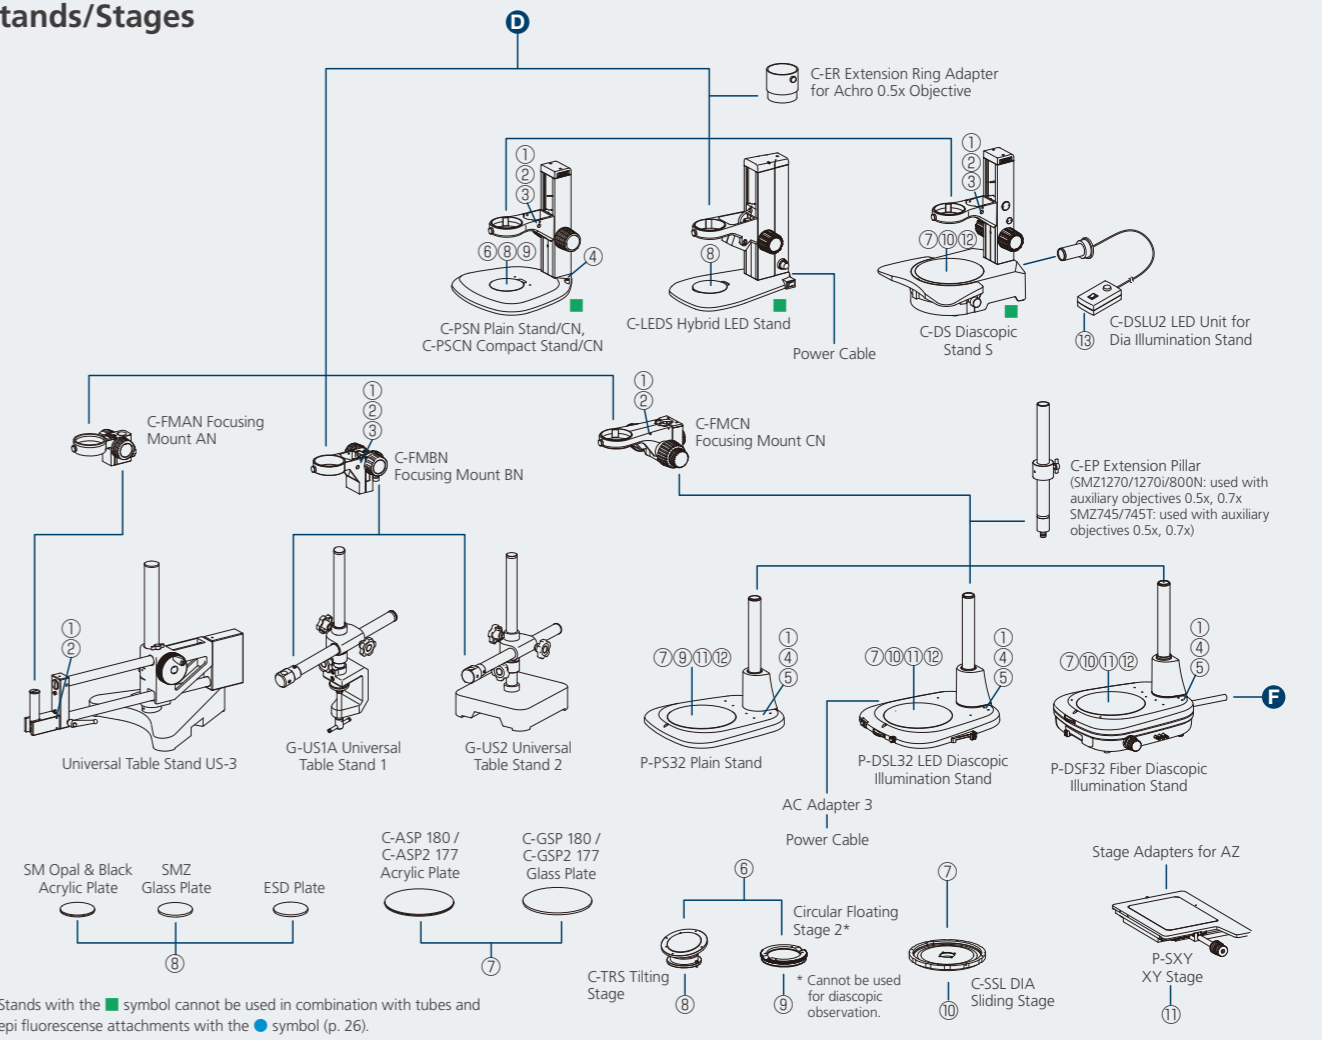 tands/Stages
D
C-ER Extension Ring Adapter
for Achro 0.5x Objective
①
②
③
⑥⑧⑨
④
C-PSN Plain Stand/CN,
C-PSCN Compact Stand/CN
⑧
C-LEDS Hybrid LED Stand
Power Cable
①
②
③
⑦⑩⑫
C-DS Diascopic
Stand S
⑬
C-DSLU2 LED Unit for
Dia Illumination Stand
C-FMAN Focusing
Mount AN
①
②
③
C-FMBN
Focusing Mount BN
①
②
C-FMCN
Focusing Mount CN
C-EP Extension Pillar
(SMZ1270/1270i/800N: used with
auxiliary objectives 0.5x, 0.7x
SMZ745/745T: used with auxiliary
objectives 0.5x, 0.7x)
①
②
Universal Table Stand US-3
G-US1A Universal
Table Stand 1
G-US2 Universal
Table Stand 2
⑦⑨⑪⑫
①
④
⑤
P-PS32 Plain Stand
⑦⑩⑪⑫
①
④
⑤
P-DSL32 LED Diascopic
Illumination Stand
AC Adapter 3
Power Cable
⑦⑩⑪⑫
①
④
⑤
F
P-DSF32 Fiber Diascopic
Illumination Stand
SM Opal & Black
Acrylic Plate
SMZ
Glass Plate
ESD Plate
⑧
C-ASP 180 /
C-ASP2 177
Acrylic Plate
C-GSP 180 /
C-GSP2 177
Glass Plate
⑦
⑥
C-TRS Tilting
Stage
⑧
Circular Floating
Stage 2*
⑨
* Cannot be used
for diascopic
observation.
⑦
C-SSL DIA
Sliding Stage
⑩
Stage Adapters for AZ
P-SXY
XY Stage
⑪
Stands with the ■ symbol cannot be used in combination with tubes and
epi fluorescense attachments with the ● symbol (p. 26).